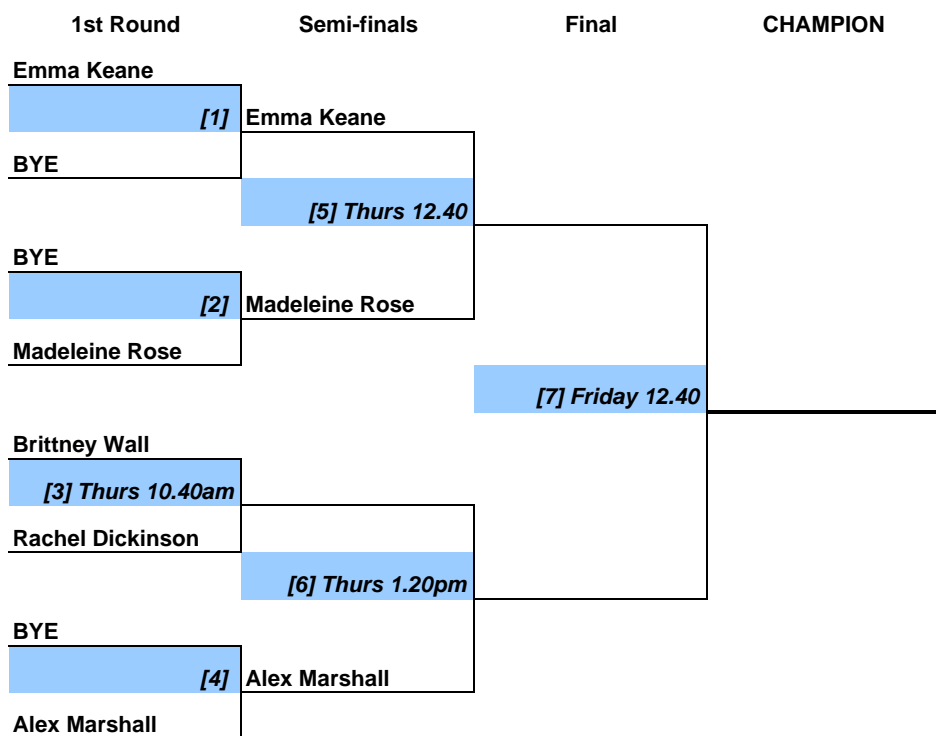 1st Round Semi-finals Final CHAMPION
Emma Keane
[1] Emma Keane
BYE
[5] Thurs 12.40
BYE
[2] Madeleine Rose
Madeleine Rose
[7] Friday 12.40
Brittney Wall
[3] Thurs 10.40am
Rachel Dickinson
[6] Thurs 1.20pm
BYE
[4] Alex Marshall
Alex Marshall